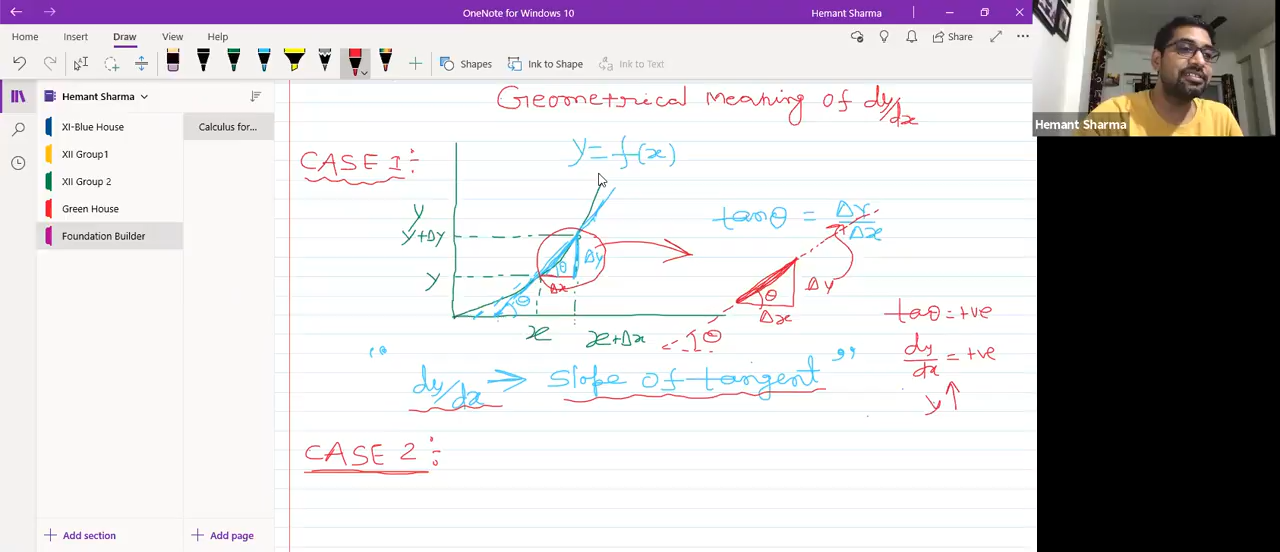 OneNote for Windows 10
Hemant Sharma
Home Insert Draw View Help
Share
Shapes Ink to Shape Ink to Text
Hemant Sharma
XI-Blue House
XII Group1
XII Group 2
Green House
Foundation Builder
Calculus for...
Add section
Add page
Hemant Sharma
Geometrical Meaning of dy/dx
CASE 1:
y = f(x)
y
y+Δy
y
θ
θ
Δy
Δx
x
x+Δx
tanθ = Δy/Δx
θ
Δy
Δx
θ
taθ = +ve
dy/dx = +ve
y ↑
" dy/dx → Slope of tangent "
CASE 2: